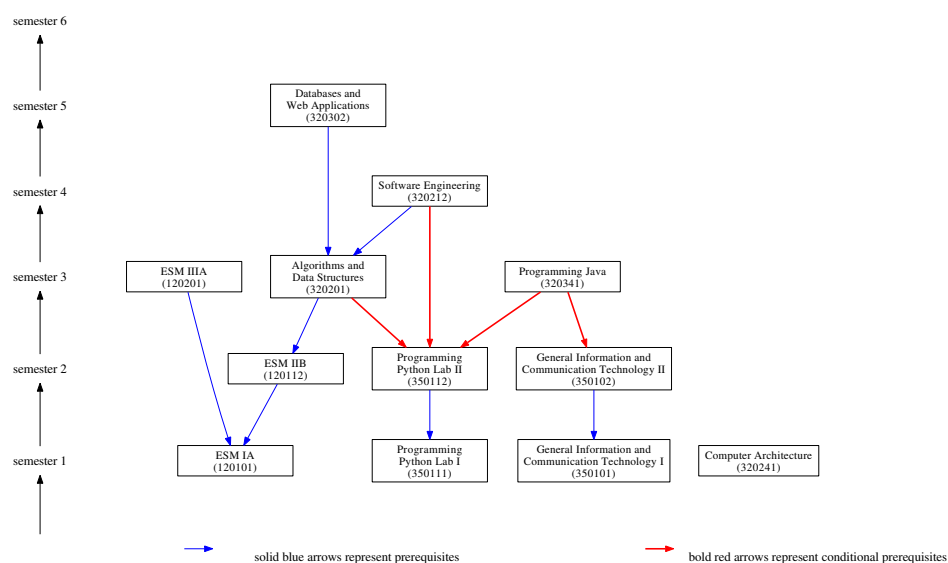 semester 6
Databases and
Web Applications
(320302)
semester 5
Software Engineering
(320212)
semester 4
ESM IIIA
(120201)
Algorithms and
Data Structures
(320201)
Programming Java
(320341)
semester 3
ESM IIB
(120112)
Programming
Python Lab II
(350112)
General Information and
Communication Technology II
(350102)
semester 2
ESM IA
(120101)
Programming
Python Lab I
(350111)
General Information and
Communication Technology I
(350101)
Computer Architecture
(320241)
semester 1
solid blue arrows represent prerequisites
bold red arrows represent conditional prerequisites